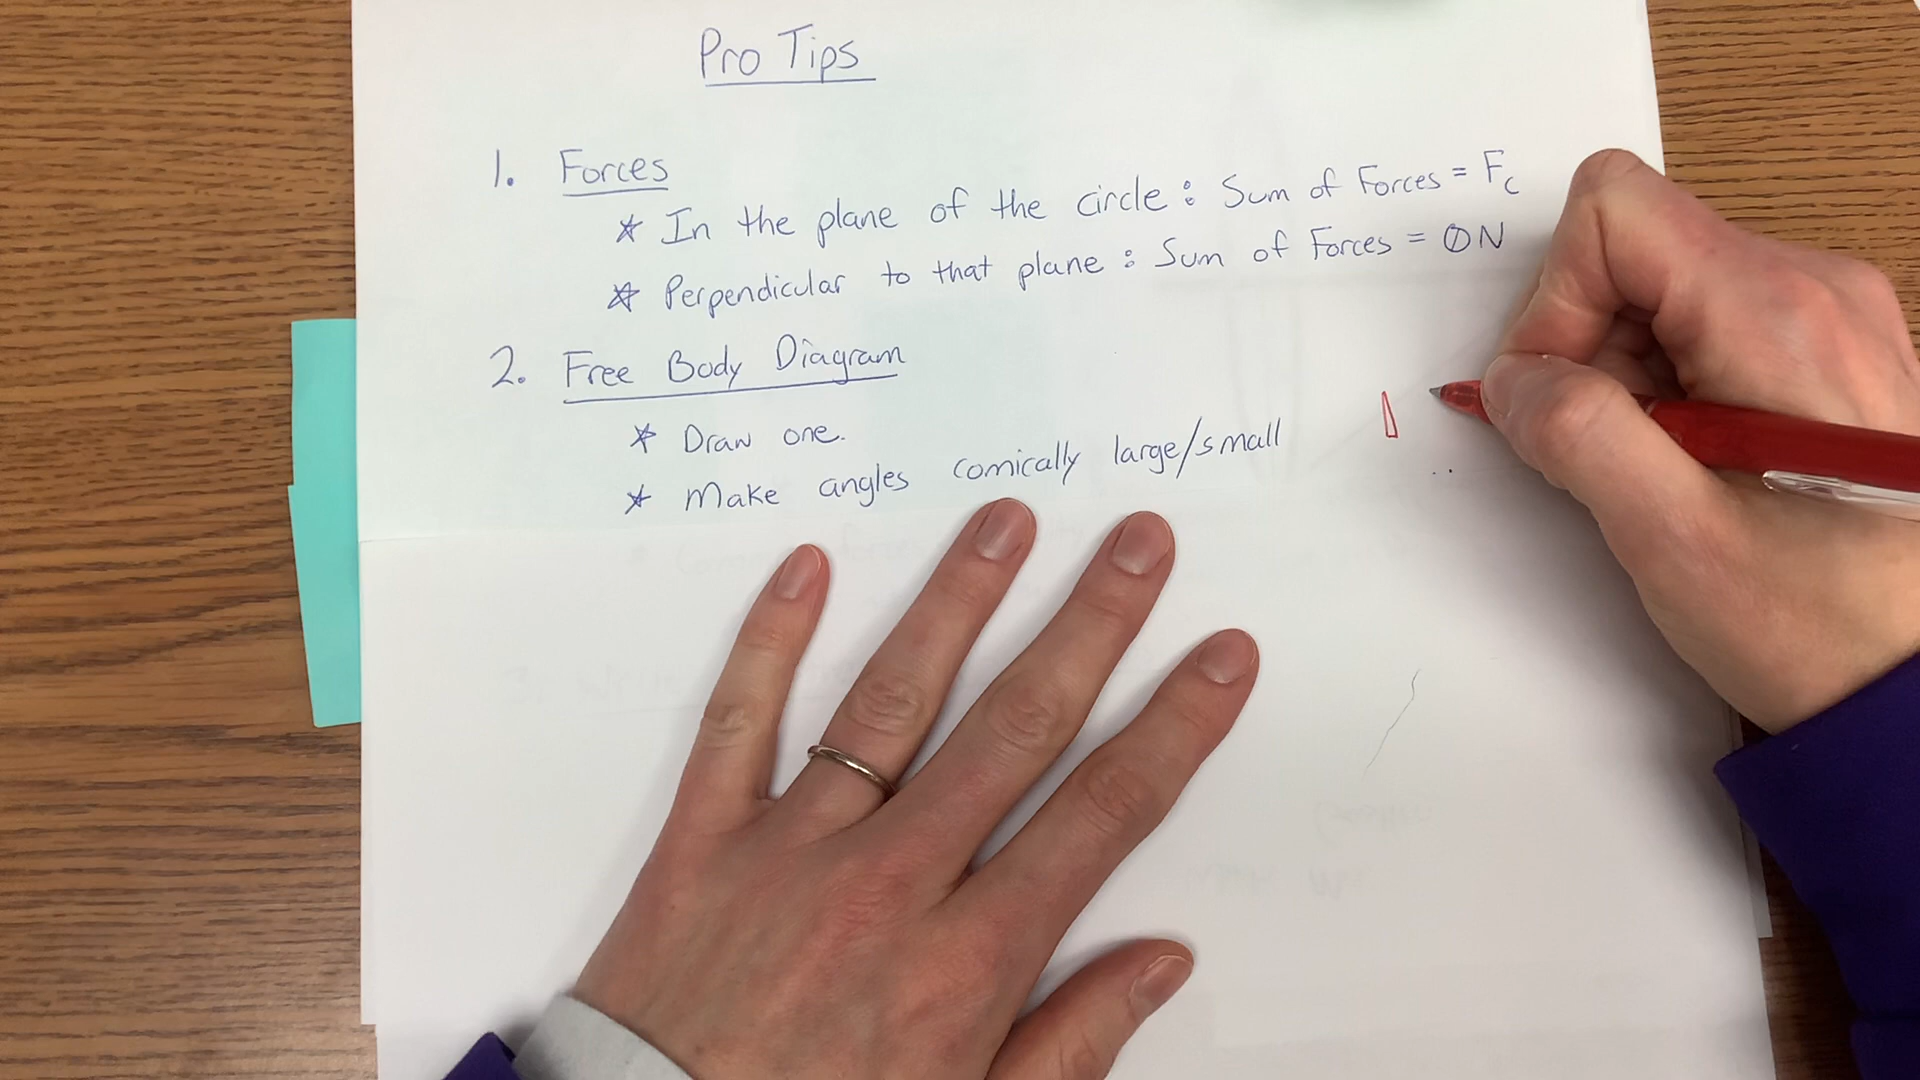 Pro Tips
1. Forces
* In the plane of the circle : Sum of Forces = Fc
* Perpendicular to that plane : Sum of Forces = 0N
2. Free Body Diagram
* Draw one.
* Make angles comically large/small